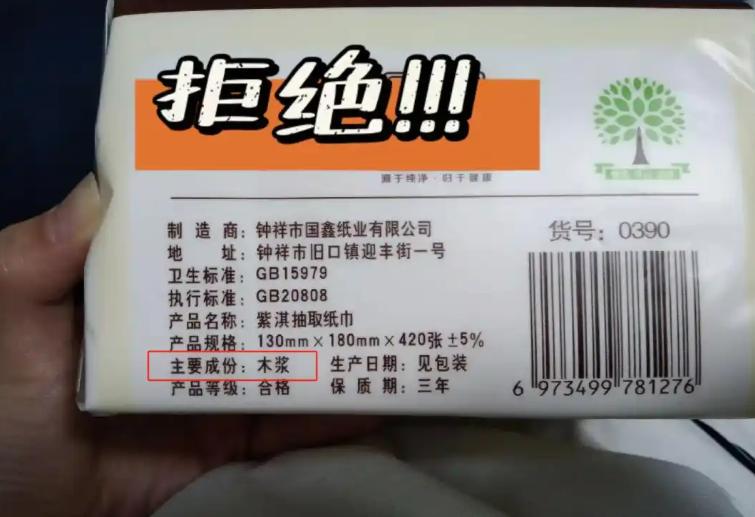 拒绝!!!
源于纯净·归于健康
制造商：钟祥市国鑫纸业有限公司
地址：钟祥市旧口镇迎丰街一号
卫生标准：GB15979
执行标准：GB20808
产品名称：紫淇抽取纸巾
产品规格：130mm×180mm×420张±5%
主要成份：木浆 生产日期：见包装
产品等级：合格 保质期：三年
货号：0390
6 973499 781276